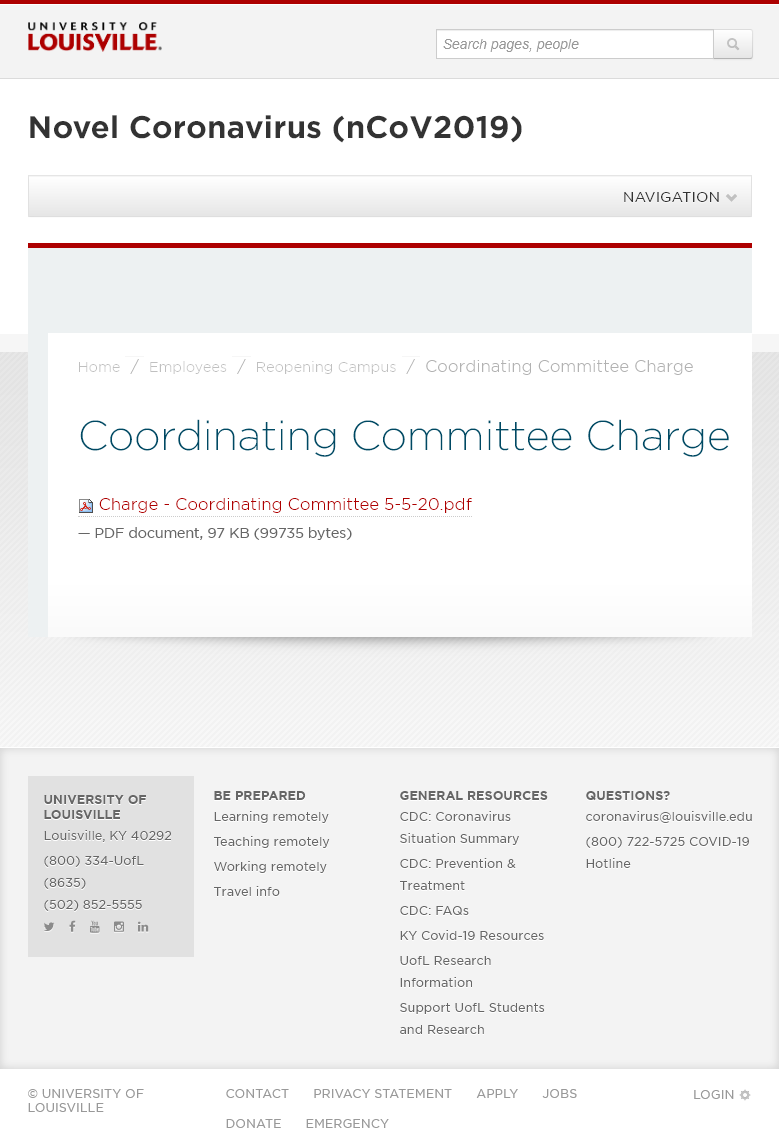 UNIVERSITY OF
LOUISVILLE.
Search pages, people
Novel Coronavirus (nCoV2019)
NAVIGATION
Home / Employees / Reopening Campus / Coordinating Committee Charge
Coordinating Committee Charge
Charge - Coordinating Committee 5-5-20.pdf
— PDF document, 97 KB (99735 bytes)
UNIVERSITY OF
LOUISVILLE
Louisville, KY 40292
(800) 334-UofL
(8635)
(502) 852-5555
BE PREPARED
Learning remotely
Teaching remotely
Working remotely
Travel info
GENERAL RESOURCES
CDC: Coronavirus
Situation Summary
CDC: Prevention &
Treatment
CDC: FAQs
KY Covid-19 Resources
UofL Research
Information
Support UofL Students
and Research
QUESTIONS?
coronavirus@louisville.edu
(800) 722-5725 COVID-19
Hotline
© UNIVERSITY OF
LOUISVILLE
CONTACT PRIVACY STATEMENT APPLY JOBS
DONATE EMERGENCY
LOGIN